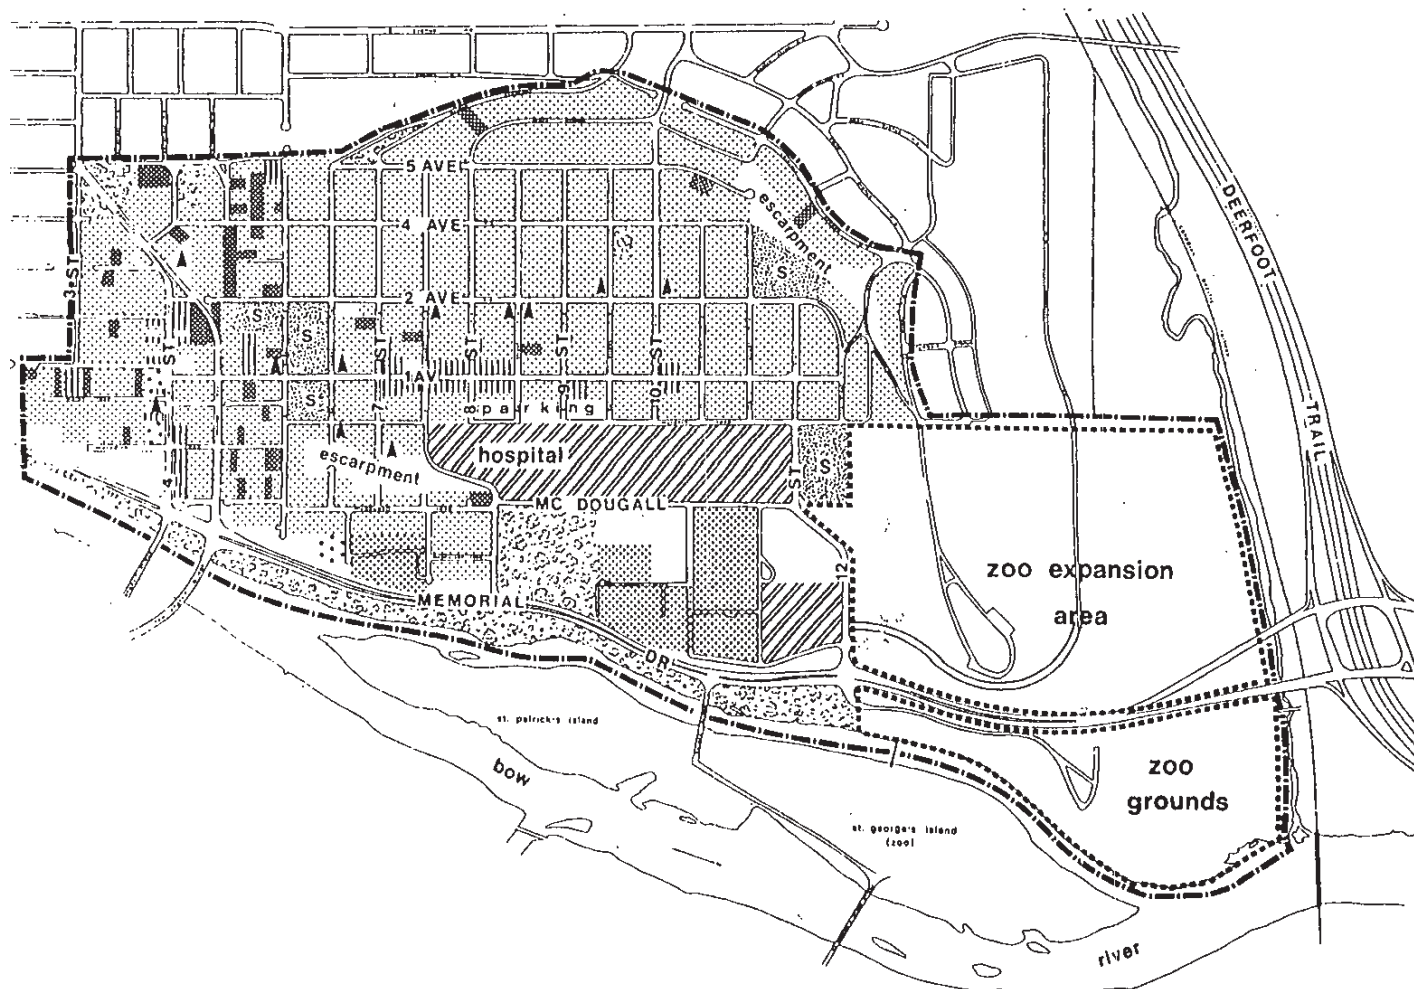 5 AVE
4 AVE
2 AVE
1 AV
3 ST
ST
4
ST
7
ST
8
ST
9
ST
10
ST
12
S
S
S
S
S
escarpment
escarpment
parking
hospital
MC DOUGALL
MEMORIAL
DR
DEERFOOT
TRAIL
zoo expansion
area
zoo
grounds
st. patrick's island
bow
st. george's island
(zoo)
river